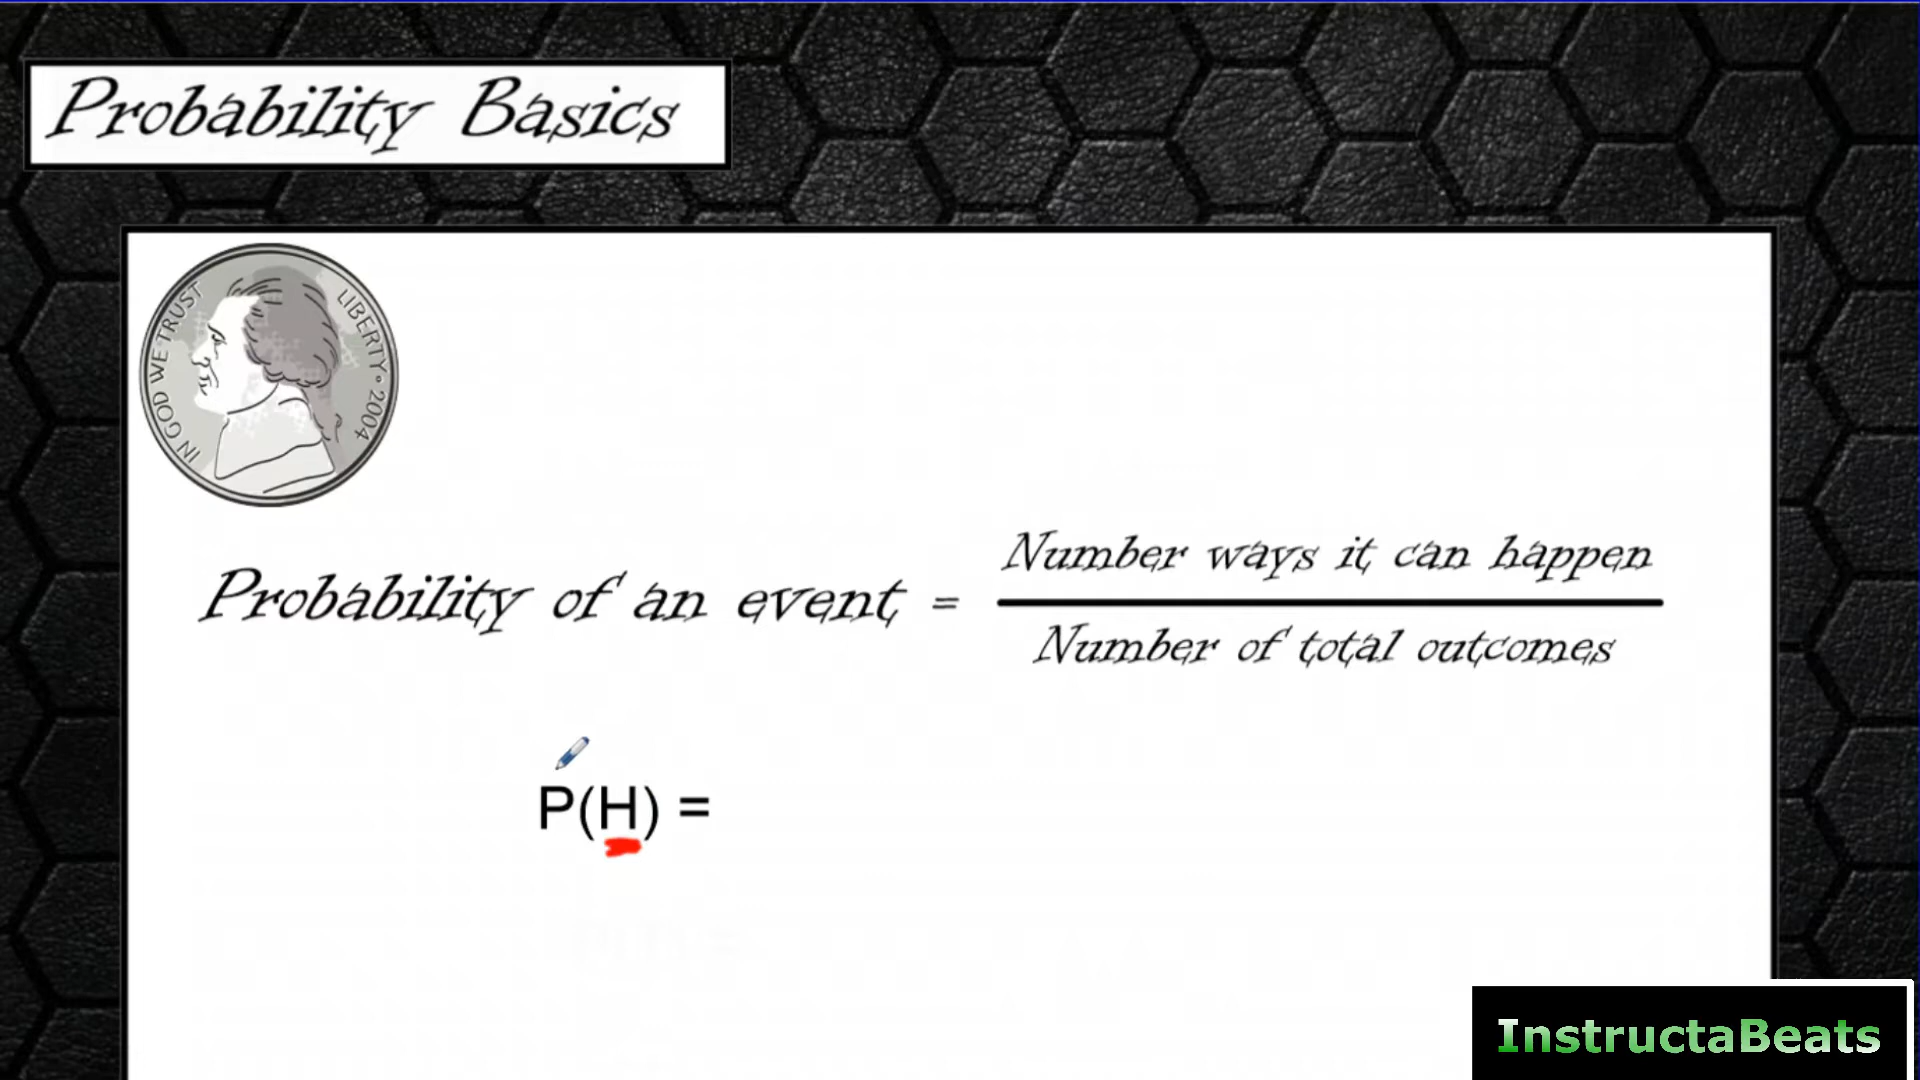 Probability Basics
IN GOD WE TRUST
LIBERTY • 2004
Probability of an event = Number ways it can happen
Number of total outcomes
P(H) =
InstructaBeats